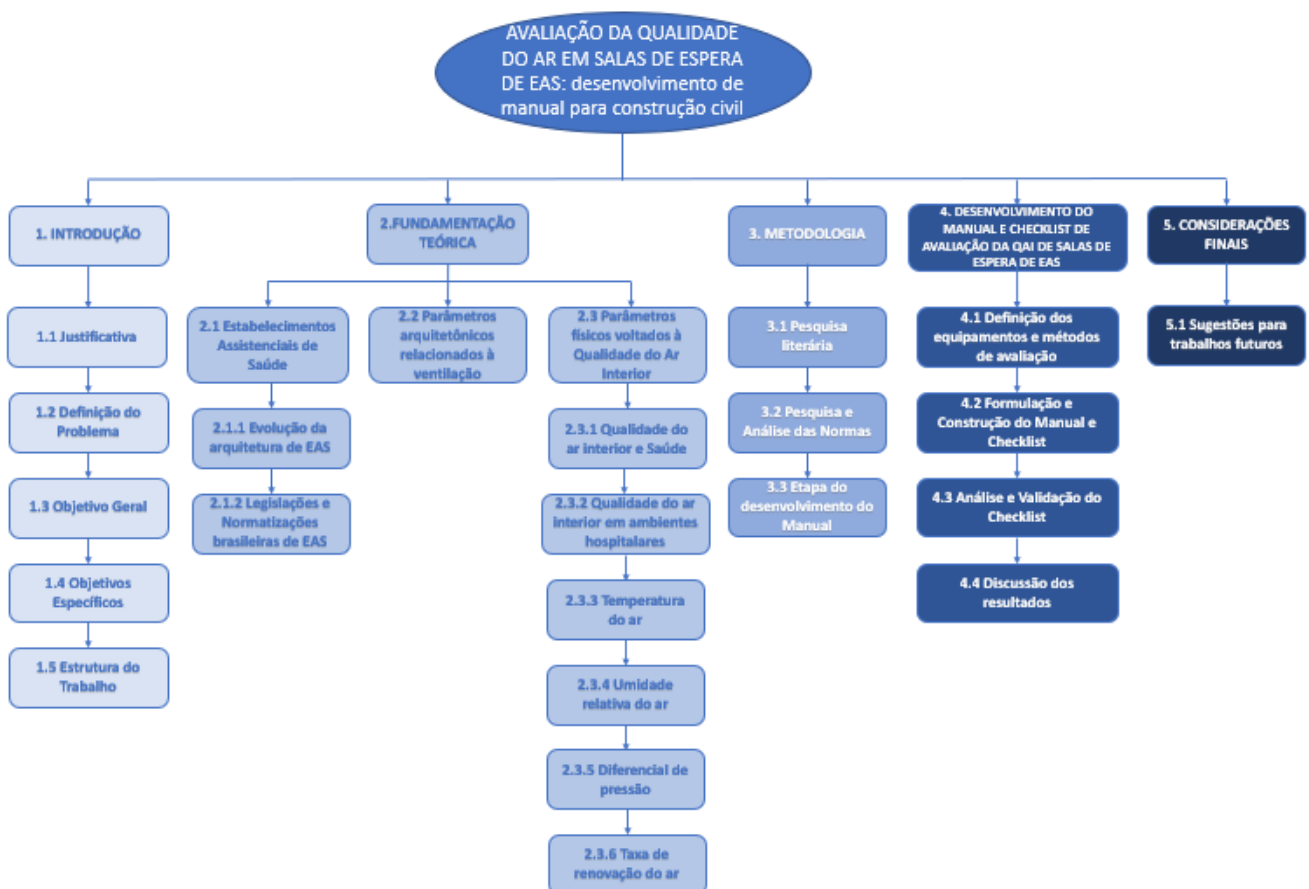 AVALIAÇÃO DA QUALIDADE
DO AR EM SALAS DE ESPERA
DE EAS: desenvolvimento de
manual para construção civil
1. INTRODUÇÃO
1.1 Justificativa
1.2 Definição do
Problema
1.3 Objetivo Geral
1.4 Objetivos
Específicos
1.5 Estrutura do
Trabalho
2.FUNDAMENTAÇÃO
TEÓRICA
2.1 Estabelecimentos
Assistenciais de
Saúde
2.1.1 Evolução da
arquitetura de EAS
2.1.2 Legislações e
Normatizações
brasileiras de EAS
2.2 Parâmetros
arquitetônicos
relacionados à
ventilação
2.3 Parâmetros
físicos voltados à
Qualidade do Ar
Interior
2.3.1 Qualidade do
ar interior e Saúde
2.3.2 Qualidade do ar
interior em ambientes
hospitalares
2.3.3 Temperatura
do ar
2.3.4 Umidade
relativa do ar
2.3.5 Diferencial de
pressão
2.3.6 Taxa de
renovação do ar
3. METODOLOGIA
3.1 Pesquisa
literária
3.2 Pesquisa e
Análise das Normas
3.3 Etapa do
desenvolvimento do
Manual
4. DESENVOLVIMENTO DO
MANUAL E CHECKLIST DE
AVALIAÇÃO DA QAI DE SALAS DE
ESPERA DE EAS
4.1 Definição dos
equipamentos e métodos
de avaliação
4.2 Formulação e
Construção do Manual e
Checklist
4.3 Análise e Validação do
Checklist
4.4 Discussão dos
resultados
5. CONSIDERAÇÕES
FINAIS
5.1 Sugestões para
trabalhos futuros